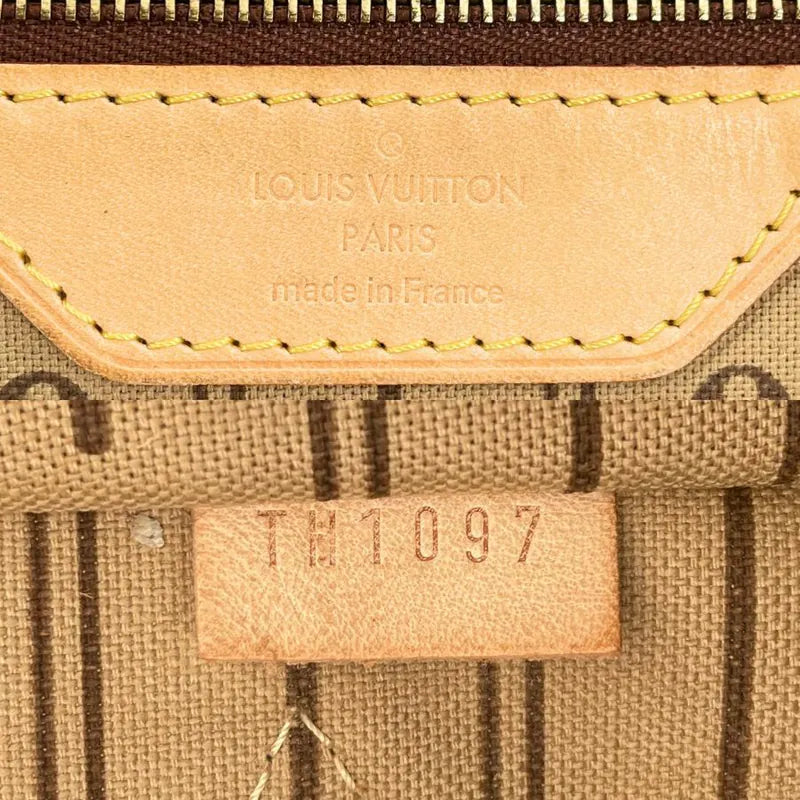 LOUIS VUITTON
PARIS
made in France
TH1097